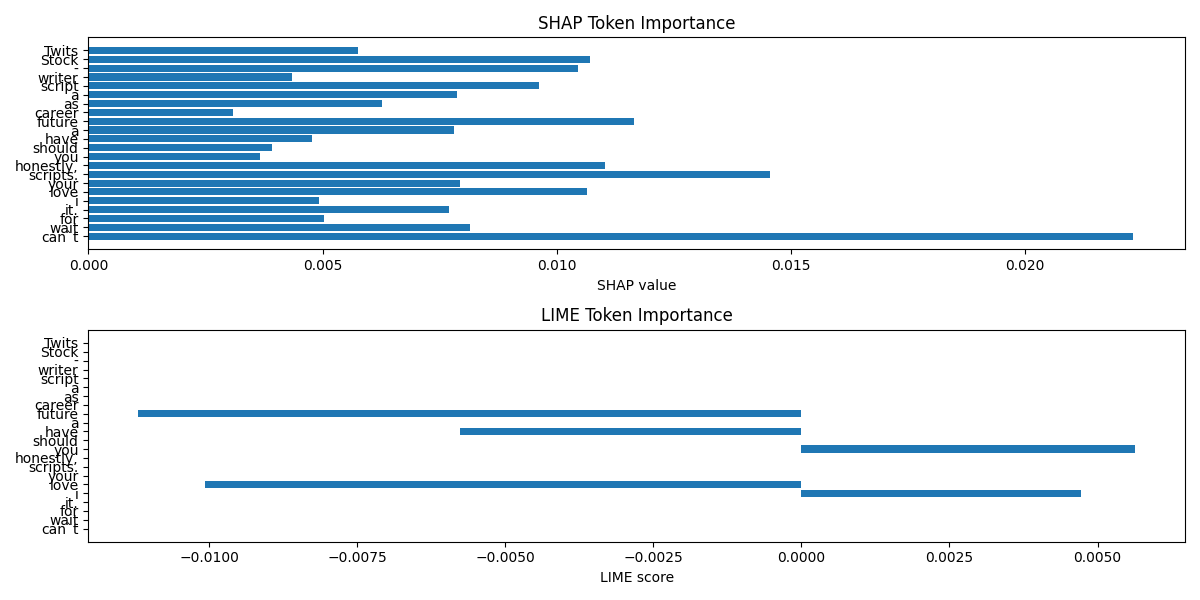 SHAP Token Importance
Twits
Stock
-
writer
script
a
as
career
future
a
have
should
you
honestly,
scripts.
your
love
i
it.
for
wait
can't
0.000 0.005 0.010 0.015 0.020
SHAP value
LIME Token Importance
Twits
Stock
-
writer
script
a
as
career
future
a
have
should
you
honestly,
scripts.
your
love
i
it.
for
wait
can't
−0.0100 −0.0075 −0.0050 −0.0025 0.0000 0.0025 0.0050
LIME score